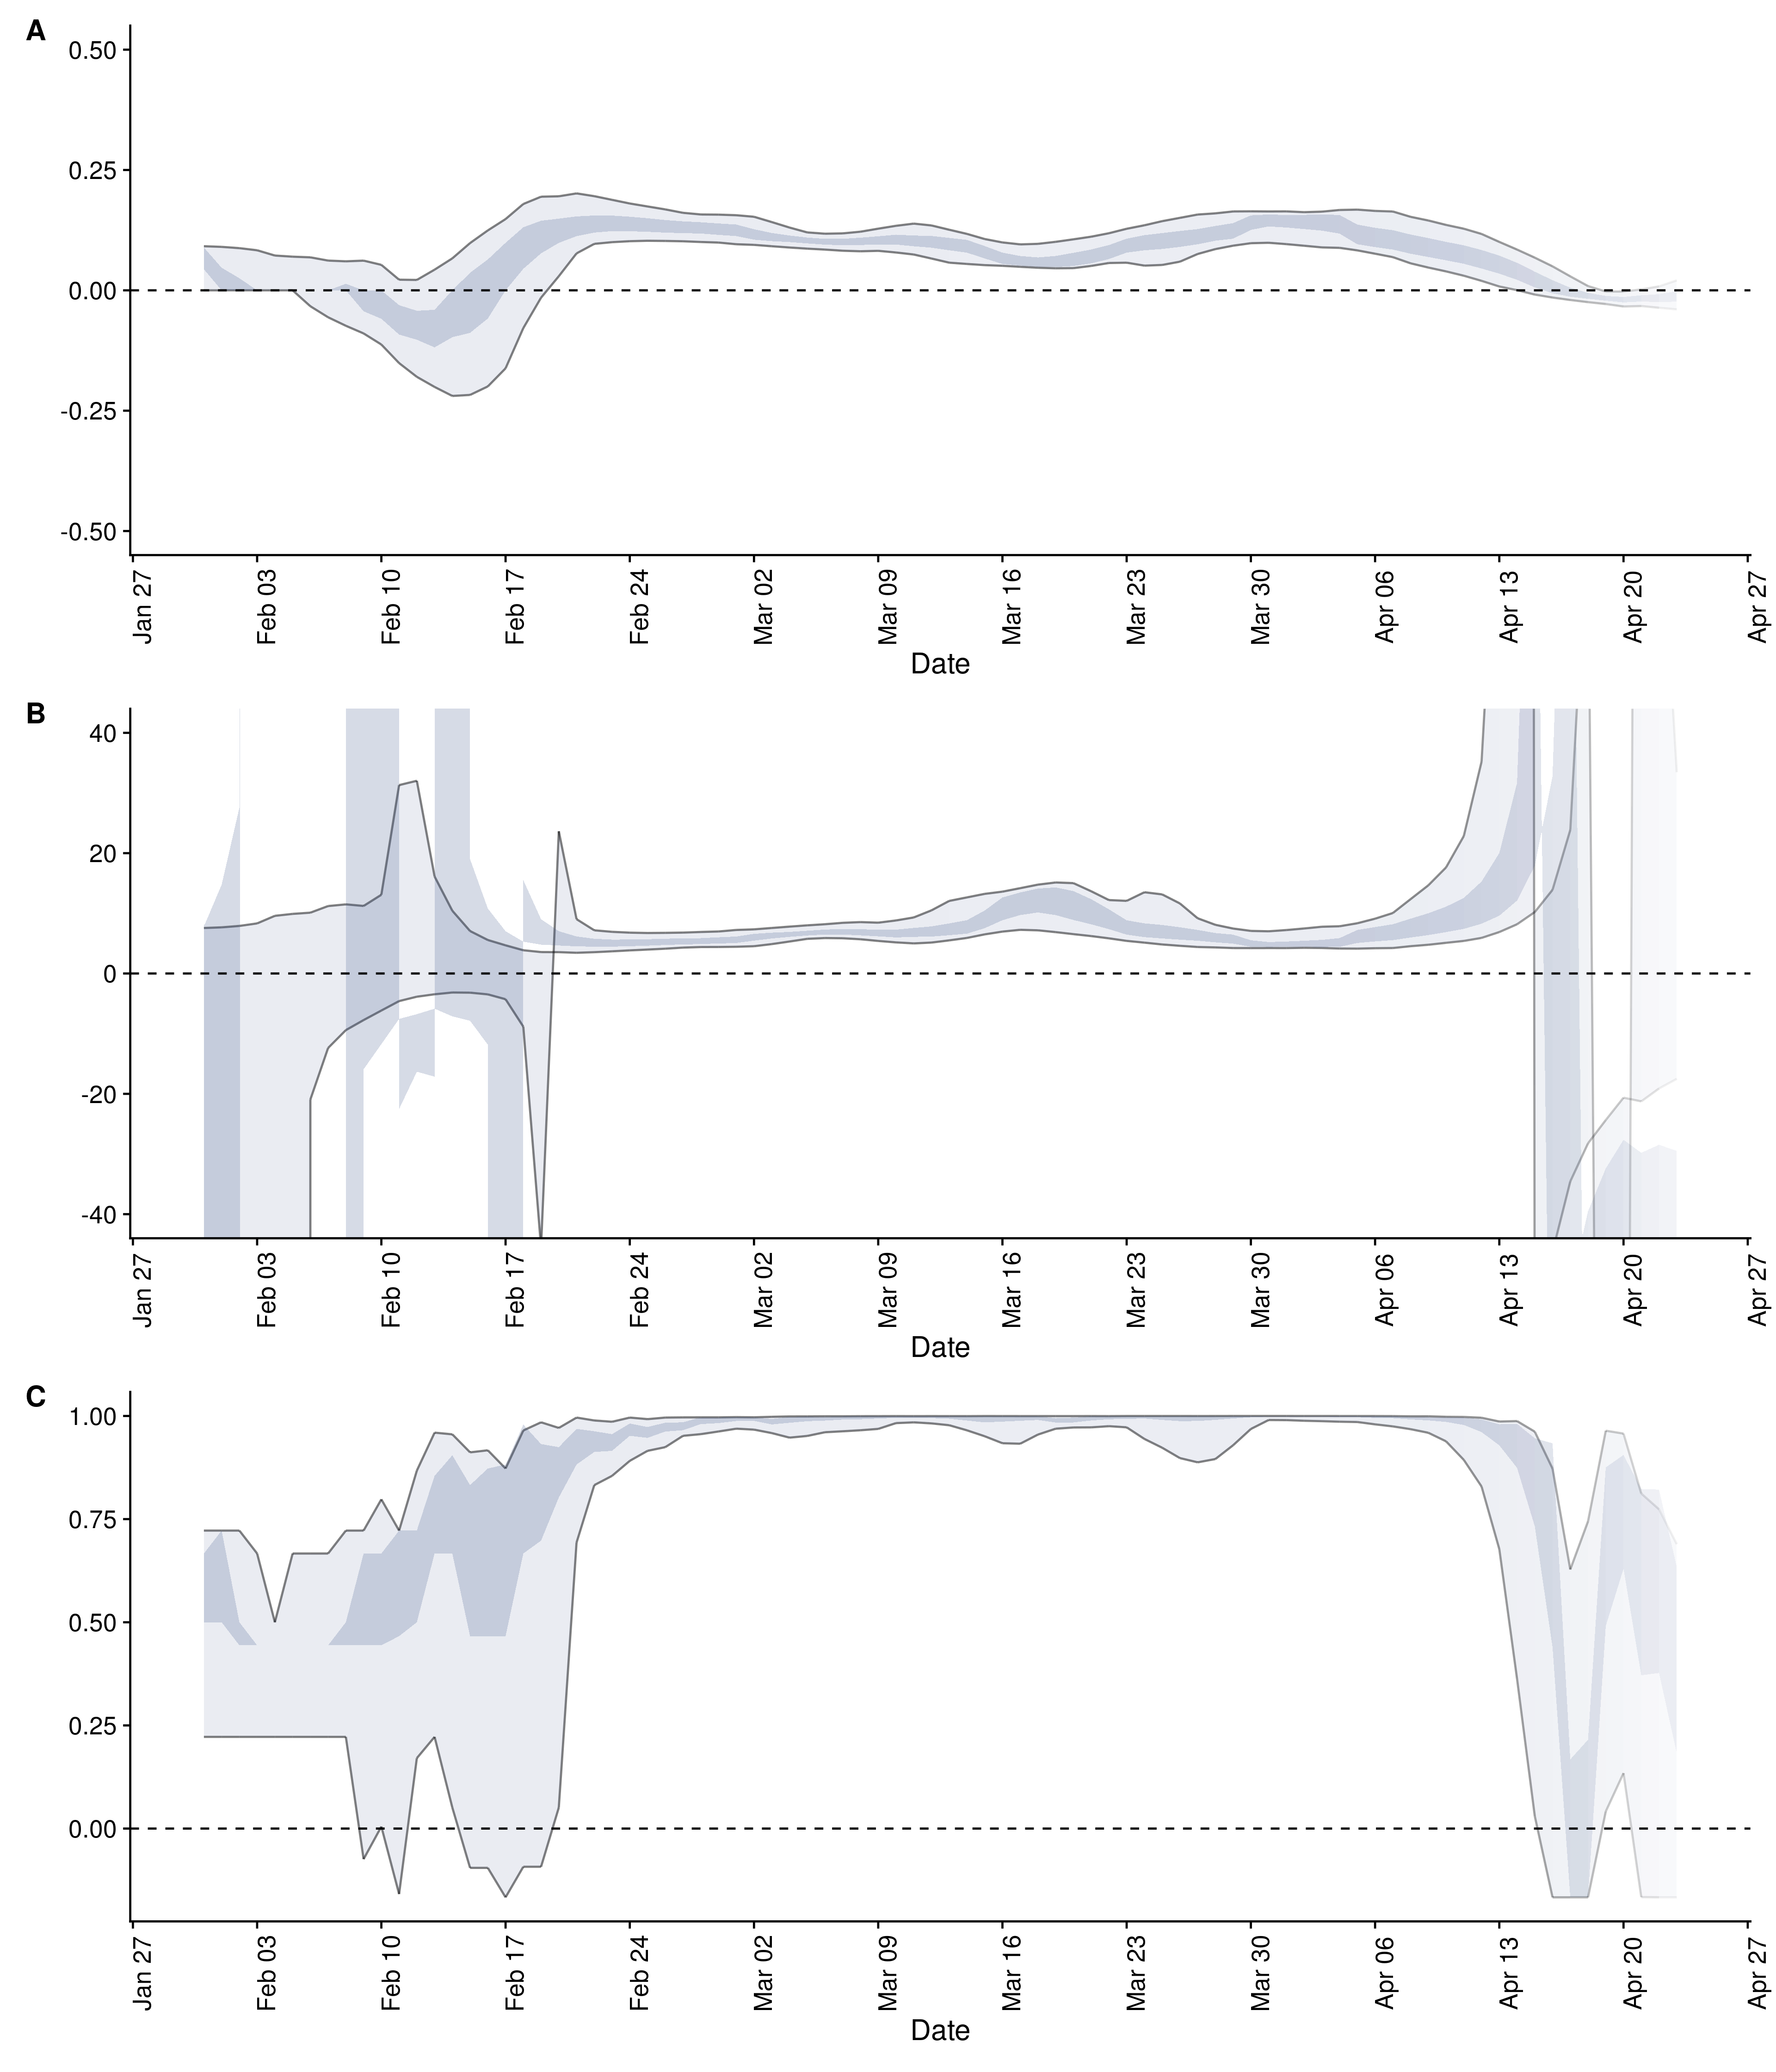 A
0.50
0.25
0.00
-0.25
-0.50
Jan 27
Feb 03
Feb 10
Feb 17
Feb 24
Mar 02
Mar 09
Mar 16
Mar 23
Mar 30
Apr 06
Apr 13
Apr 20
Apr 27
Date
B
40
20
0
-20
-40
Jan 27
Feb 03
Feb 10
Feb 17
Feb 24
Mar 02
Mar 09
Mar 16
Mar 23
Mar 30
Apr 06
Apr 13
Apr 20
Apr 27
Date
C
1.00
0.75
0.50
0.25
0.00
Jan 27
Feb 03
Feb 10
Feb 17
Feb 24
Mar 02
Mar 09
Mar 16
Mar 23
Mar 30
Apr 06
Apr 13
Apr 20
Apr 27
Date